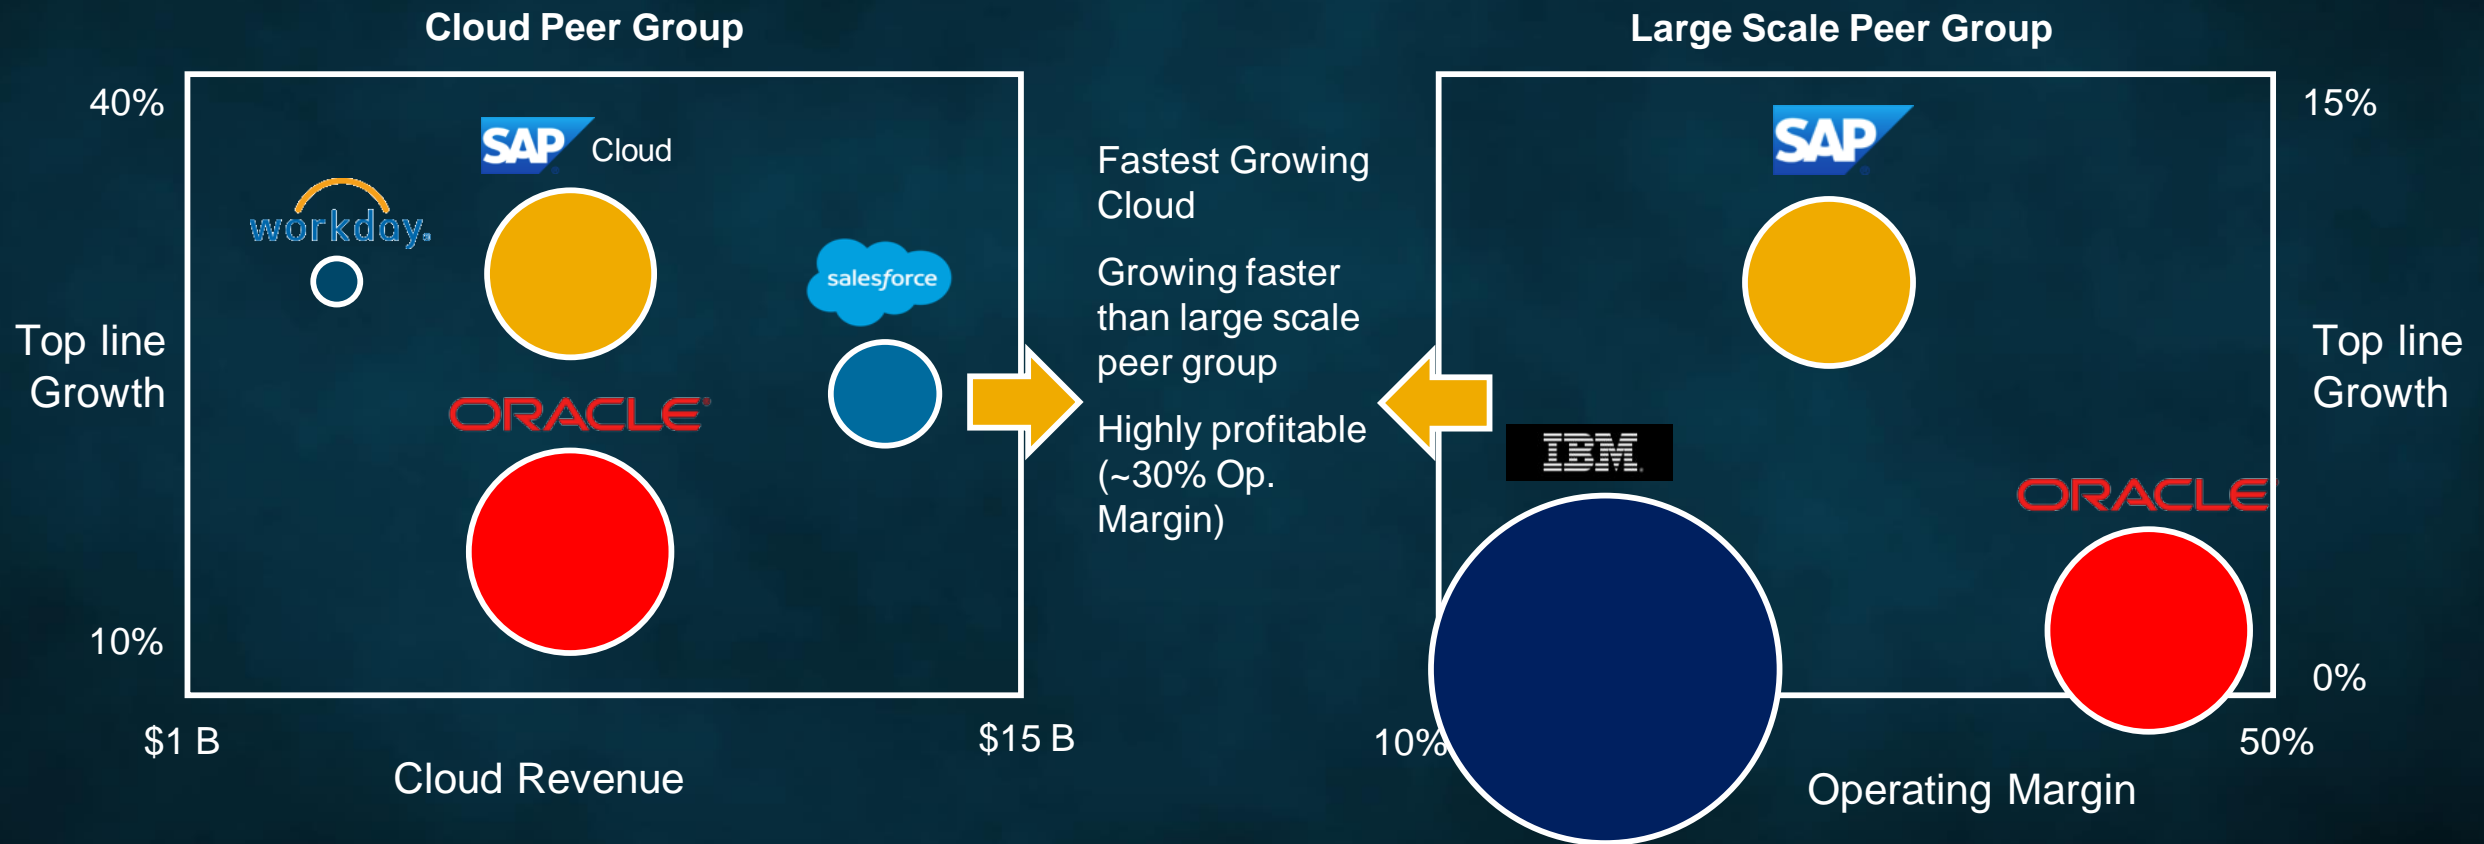 Cloud Peer Group
40%
SAP
®
Cloud
workday.
salesforce
ORACLE®
Top line
Growth
10%
$1 B
$15 B
Cloud Revenue
Fastest Growing
Cloud
Growing faster
than large scale
peer group
Highly profitable
(~30% Op.
Margin)
Large Scale Peer Group
15%
SAP
®
IBM.
ORACLE
Top line
Growth
0%
10%
50%
Operating Margin